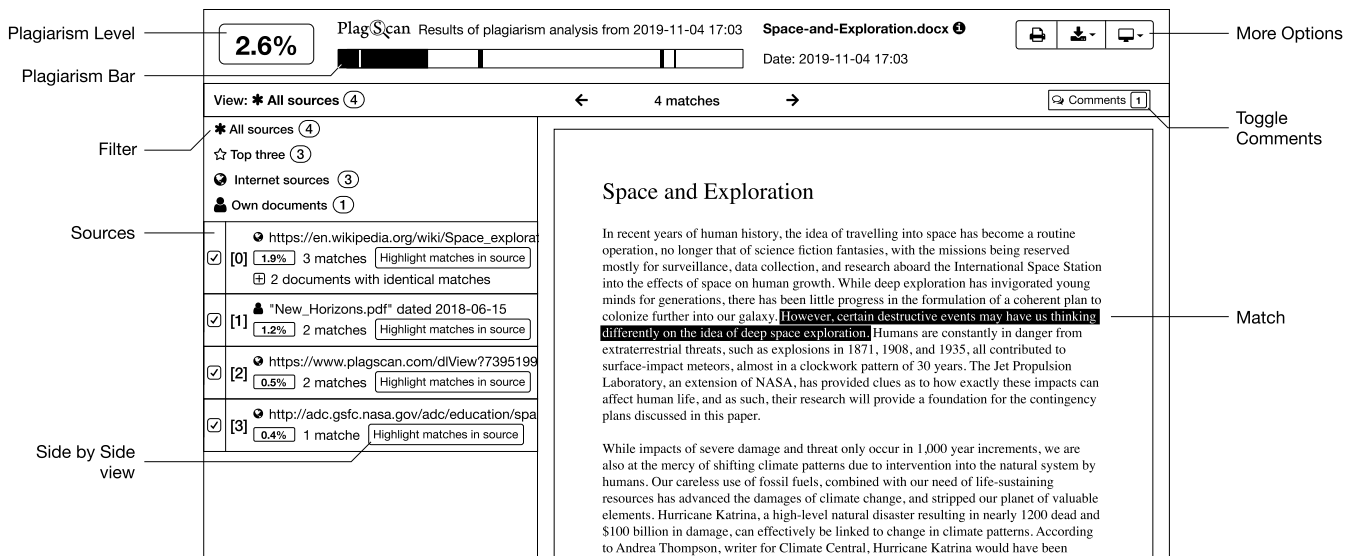 Plagiarism Level
Plagiarism Bar
Filter
Sources
Side by Side
view
2.6%
PlagScan Results of plagiarism analysis from 2019-11-04 17:03
Space-and-Exploration.docx
Date: 2019-11-04 17:03
More Options
View: ✱ All sources 4
← 4 matches →
Comments 1
Toggle
Comments
✱ All sources 4
Top three 3
Internet sources 3
Own documents 1
[0] https://en.wikipedia.org/wiki/Space_explorat
1.9% 3 matches Highlight matches in source
2 documents with identical matches
[1] "New_Horizons.pdf" dated 2018-06-15
1.2% 2 matches Highlight matches in source
[2] https://www.plagscan.com/dlView?7395199
0.5% 2 matches Highlight matches in source
[3] http://adc.gsfc.nasa.gov/adc/education/spa
0.4% 1 matche Highlight matches in source
Space and Exploration
In recent years of human history, the idea of travelling into space has become a routine
operation, no longer that of science fiction fantasies, with the missions being reserved
mostly for surveillance, data collection, and research aboard the International Space Station
into the effects of space on human growth. While deep exploration has invigorated young
minds for generations, there has been little progress in the formulation of a coherent plan to
colonize further into our galaxy. However, certain destructive events may have us thinking
differently on the idea of deep space exploration. Humans are constantly in danger from
extraterrestrial threats, such as explosions in 1871, 1908, and 1935, all contributed to
surface-impact meteors, almost in a clockwork pattern of 30 years. The Jet Propulsion
Laboratory, an extension of NASA, has provided clues as to how exactly these impacts can
affect human life, and as such, their research will provide a foundation for the contingency
plans discussed in this paper.
Match
While impacts of severe damage and threat only occur in 1,000 year increments, we are
also at the mercy of shifting climate patterns due to intervention into the natural system by
humans. Our careless use of fossil fuels, combined with our need of life-sustaining
resources has advanced the damages of climate change, and stripped our planet of valuable
elements. Hurricane Katrina, a high-level natural disaster resulting in nearly 1200 dead and
$100 billion in damage, can effectively be linked to change in climate patterns. According
to Andrea Thompson, writer for Climate Central, Hurricane Katrina would have been